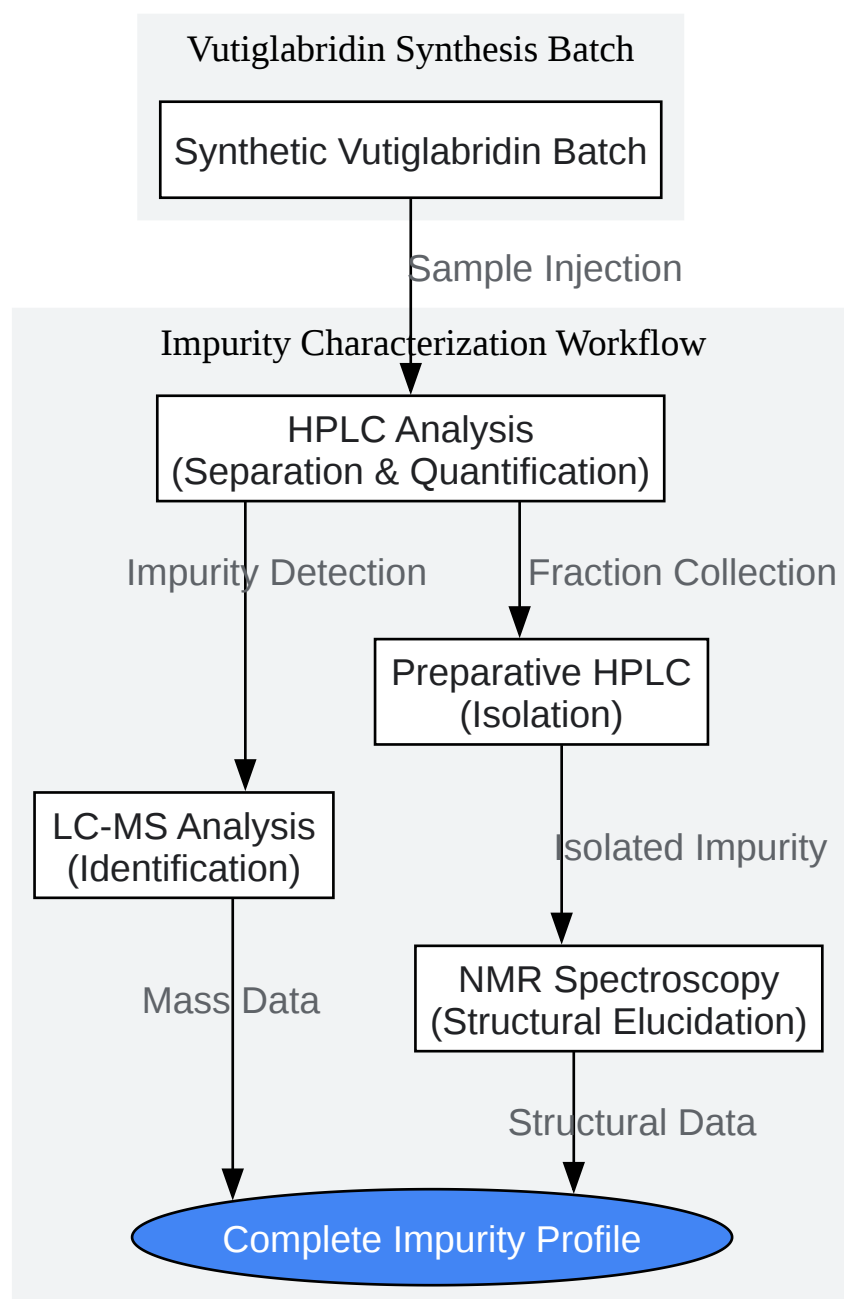 Vutiglabridin Synthesis Batch
Synthetic Vutiglabridin Batch
Sample Injection
Impurity Characterization Workflow
HPLC Analysis
(Separation & Quantification)
Impurity Detection
Fraction Collection
Preparative HPLC
(Isolation)
LC-MS Analysis
(Identification)
Isolated Impurity
Mass Data
NMR Spectroscopy
(Structural Elucidation)
Structural Data
Complete Impurity Profile